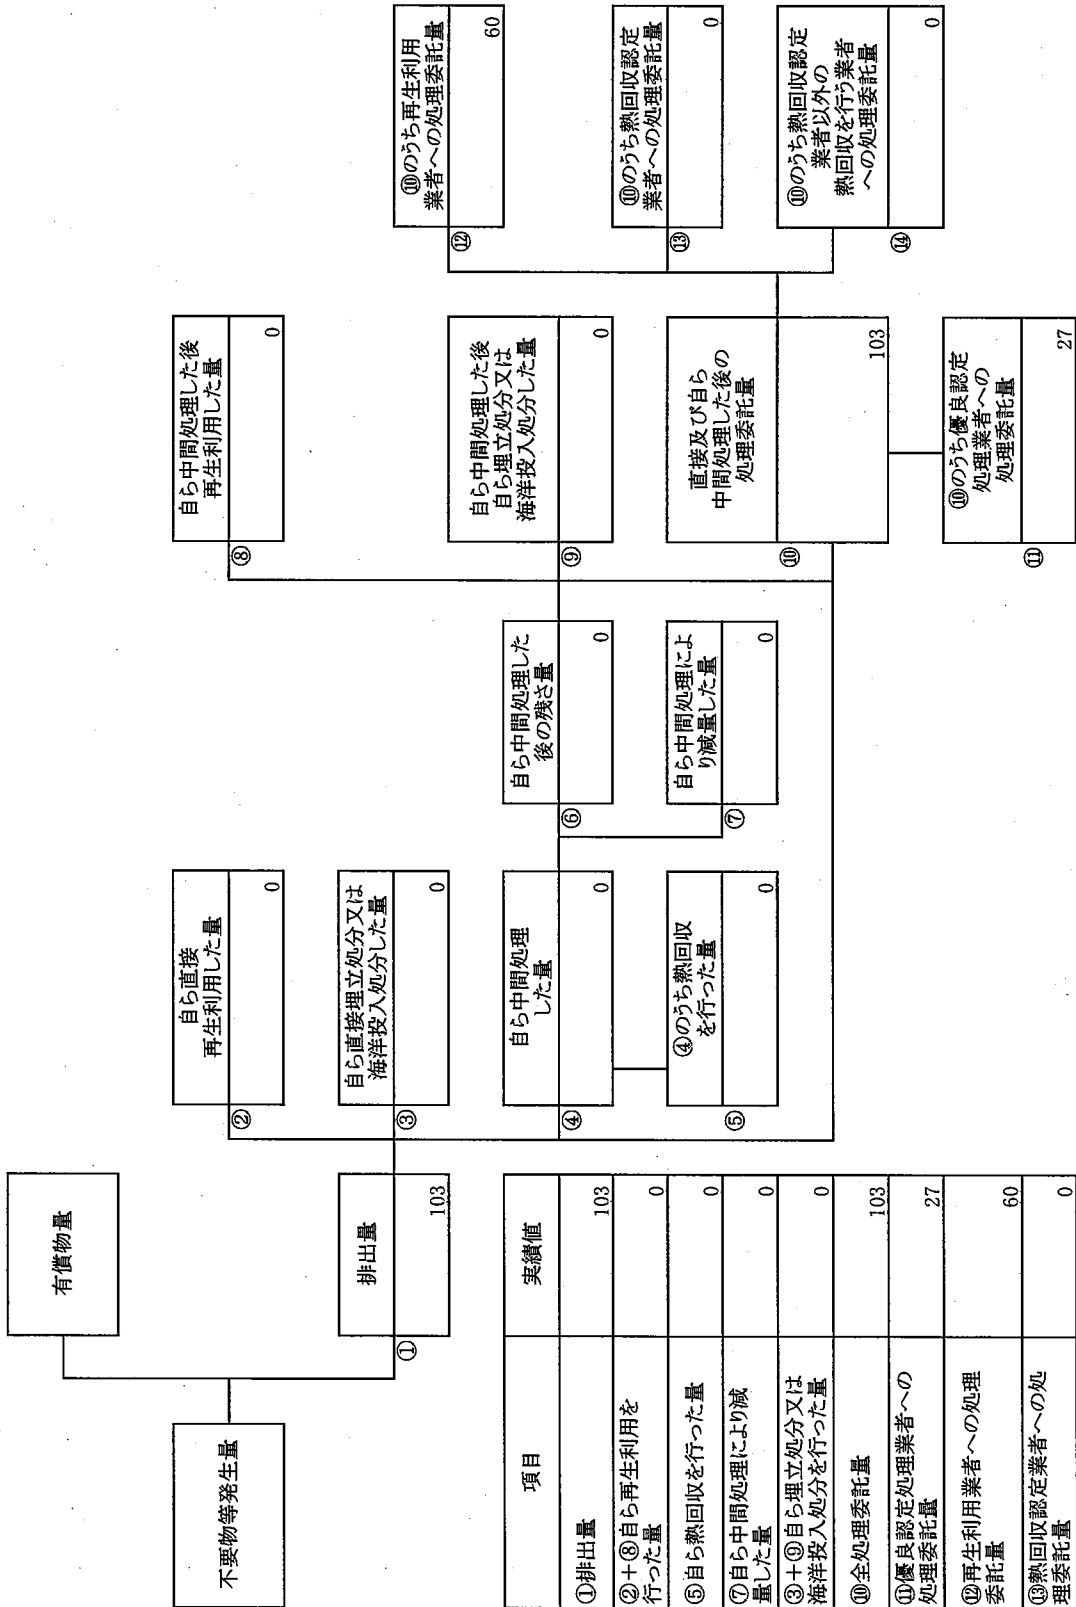 不要物等発生量
有償物量
排出量
①
103
自ら直接
再生利用した量
②
0
自ら直接埋立処分又は
海洋投入処分した量
③
0
自ら中間処理
した量
④
0
④のうち熱回収
を行った量
⑤
0
自ら中間処理した
後の残さ量
⑥
0
自ら中間処理によ
り減量した量
⑦
0
自ら中間処理した後
再生利用した量
⑧
0
自ら中間処理した後
自ら埋立処分又は
海洋投入処分した量
⑨
0
直接及び自ら
中間処理した後の
処理委託量
⑩
103
⑩のうち優良認定
処理業者への
処理委託量
⑪
27
⑩のうち再生利用
業者への処理委託量
⑫
60
⑩のうち熱回収認定
業者への処理委託量
⑬
0
⑩のうち熱回収認定
業者以外の
熱回収を行う業者
への処理委託量
⑭
0
項目
実績値
①排出量
103
②+⑧自ら再生利用を
行った量
0
⑤自ら熱回収を行った量
0
⑦自ら中間処理により減
量した量
0
③+⑨自ら埋立処分又は
海洋投入処分を行った量
0
⑩全処理委託量
103
⑪優良認定処理業者への
処理委託量
27
⑫再生利用業者への処理
委託量
60
⑬熱回収認定業者への処
理委託量
0